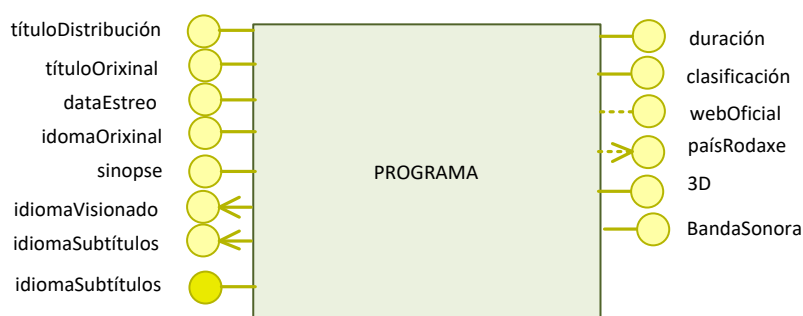 títuloDistribución
títuloOrixinal
dataEstreo
idomaOrixinal
sinopse
idiomaVisionado
idiomaSubtítulos
idiomaSubtítulos
PROGRAMA
duración
clasificación
webOficial
paísRodaxe
3D
BandaSonora